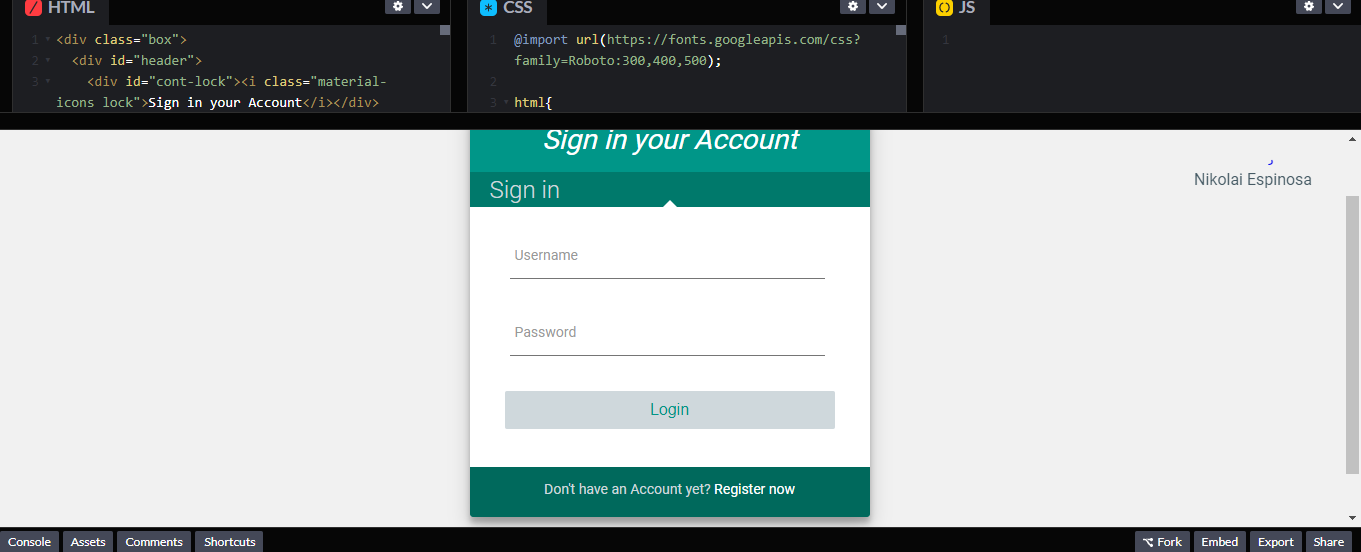 HTML
CSS
JS
1 <div class="box">
2 <div id="header">
3 <div id="cont-lock"><i class="material-
icons lock">Sign in your Account</i></div>
1 @import url(https://fonts.googleapis.com/css?
family=Roboto:300,400,500);
2
3 html{
1
Sign in your Account
Sign in
Nikolai Espinosa
Username
Password
Login
Don't have an Account yet? Register now
Console Assets Comments Shortcuts
Fork Embed Export Share